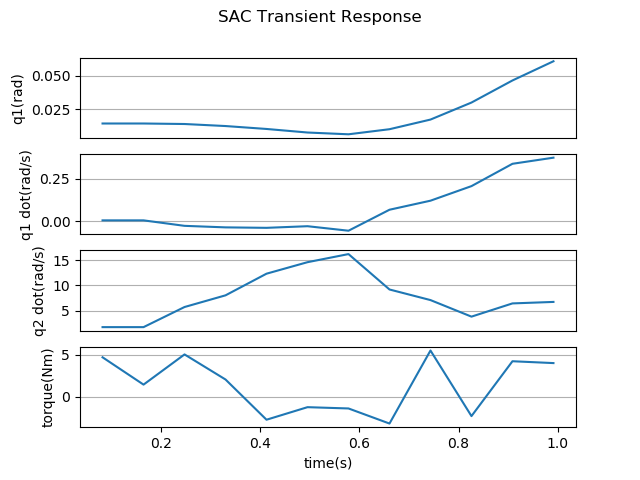 SAC Transient Response
0.050
0.025
q1(rad)
0.25
0.00
q1 dot(rad/s)
15
10
5
q2 dot(rad/s)
5
0
torque(Nm)
0.2 0.4 0.6 0.8 1.0
time(s)